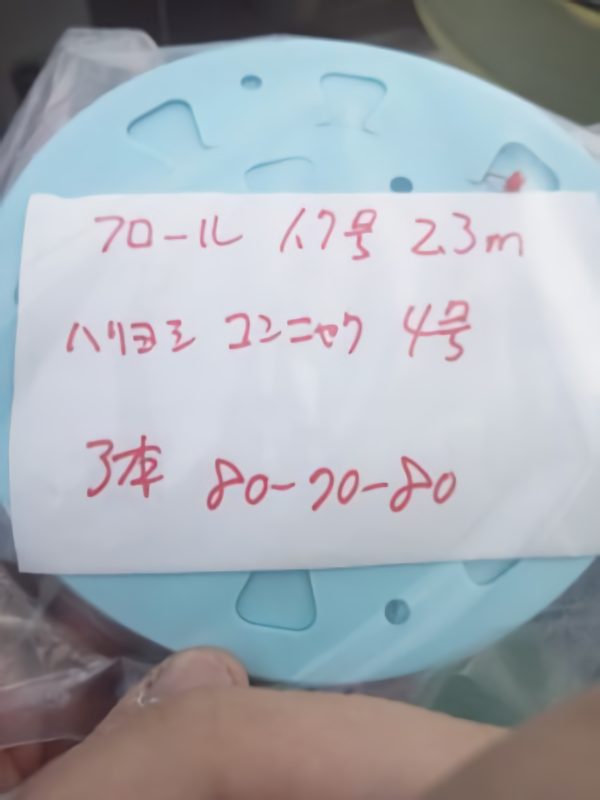 フロール 1.7号 2.3m
ハリヨシ コンニャク 4号
3本 80-70-80